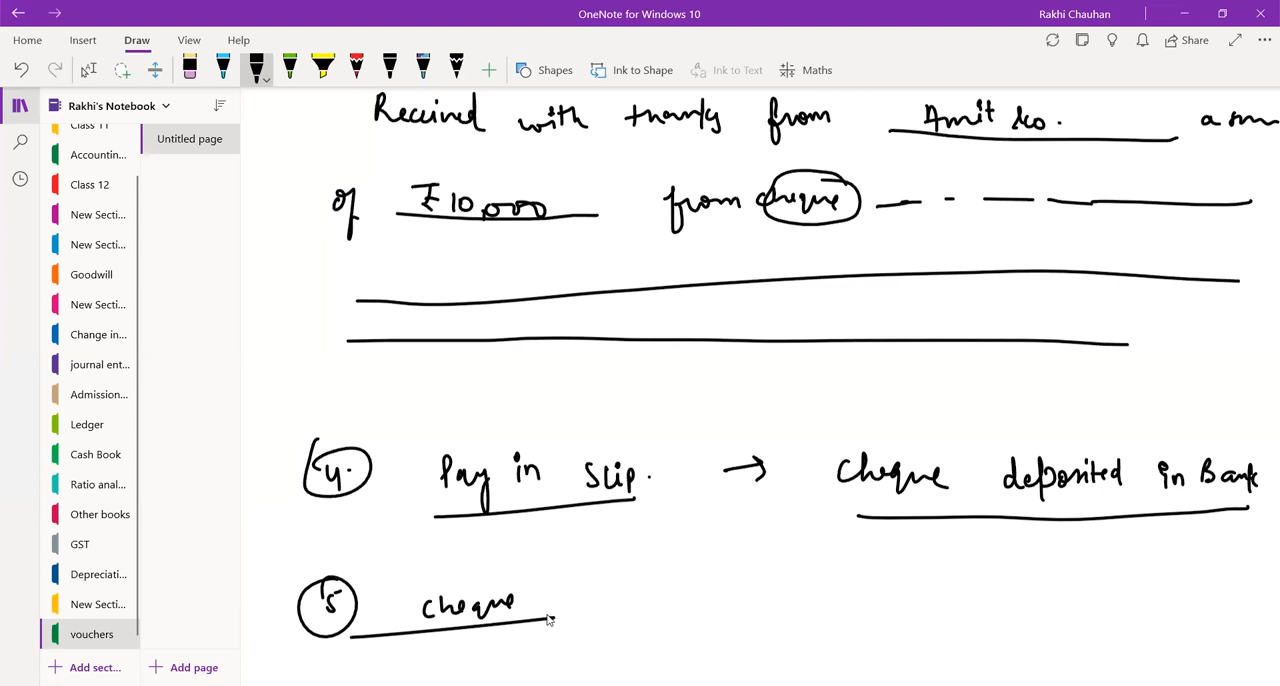 OneNote for Windows 10
Rakhi Chauhan
Home Insert Draw View Help
Share
Shapes Ink to Shape Ink to Text Maths
Rakhi's Notebook
Untitled page
Class 11
Accountin...
Class 12
New Secti...
New Secti...
Goodwill
New Secti...
Change in...
journal ent...
Admission...
Ledger
Cash Book
Ratio anal...
Other books
GST
Depreciati...
New Secti...
vouchers
Add sect... Add page
Received with thanks from Amit &co. a sum
of ₹10,000 from cheque
4. Pay in Slip. → Cheque deposited in Bank
5 Cheque